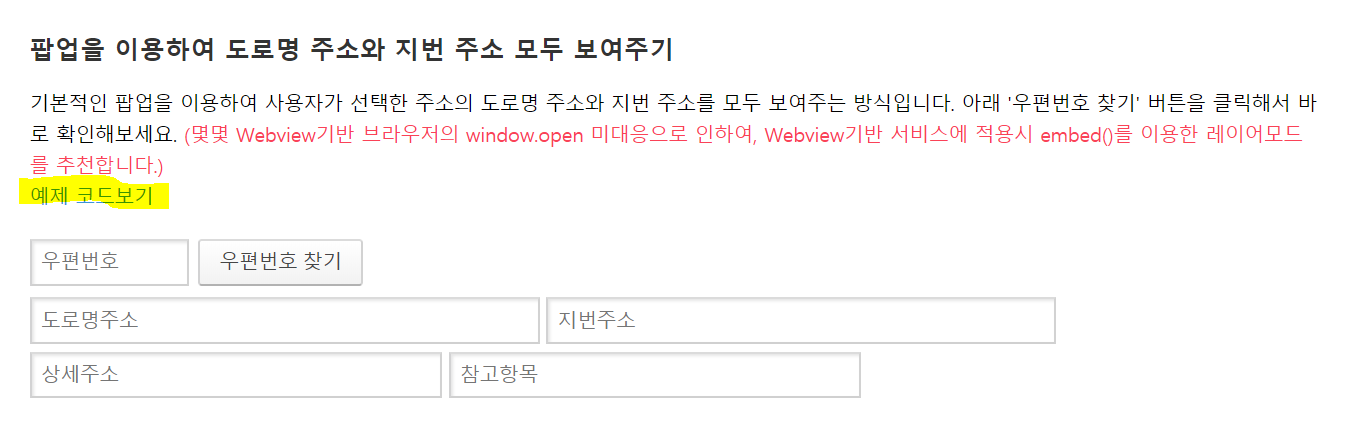 팝업을 이용하여 도로명 주소와 지번 주소 모두 보여주기
기본적인 팝업을 이용하여 사용자가 선택한 주소의 도로명 주소와 지번 주소를 모두 보여주는 방식입니다. 아래 '우편번호 찾기' 버튼을 클릭해서 바
로 확인해보세요. (몇몇 Webview기반 브라우저의 window.open 미대응으로 인하여, Webview기반 서비스에 적용시 embed()를 이용한 레이어모드
를 추천합니다.)
예제 코드보기
우편번호 우편번호 찾기
도로명주소 지번주소
상세주소 참고항목